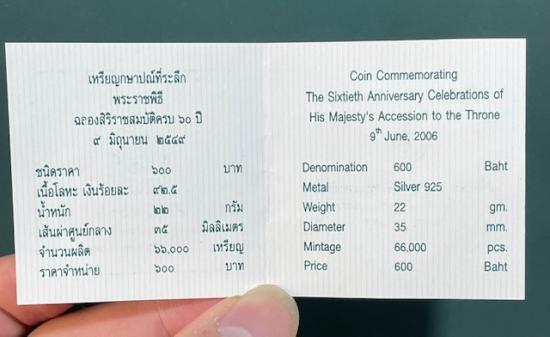 เหรียญกษาปณ์ที่ระลึก
พระราชพิธี
ฉลองสิริราชสมบัติครบ ๖๐ ปี
๙ มิถุนายน ๒๕๔๙
ชนิดราคา ๖๐๐ บาท
เนื้อโลหะ เงินร้อยละ ๙๒.๕
น้ำหนัก ๒๒ กรัม
เส้นผ่าศูนย์กลาง ๓๕ มิลลิเมตร
จำนวนผลิต ๖๖,๐๐๐ เหรียญ
ราคาจำหน่าย ๖๐๐ บาท
Coin Commemorating
The Sixtieth Anniversary Celebrations of
His Majesty's Accession to the Throne
9th June, 2006
Denomination 600 Baht
Metal Silver 925
Weight 22 gm.
Diameter 35 mm.
Mintage 66,000 pcs.
Price 600 Baht